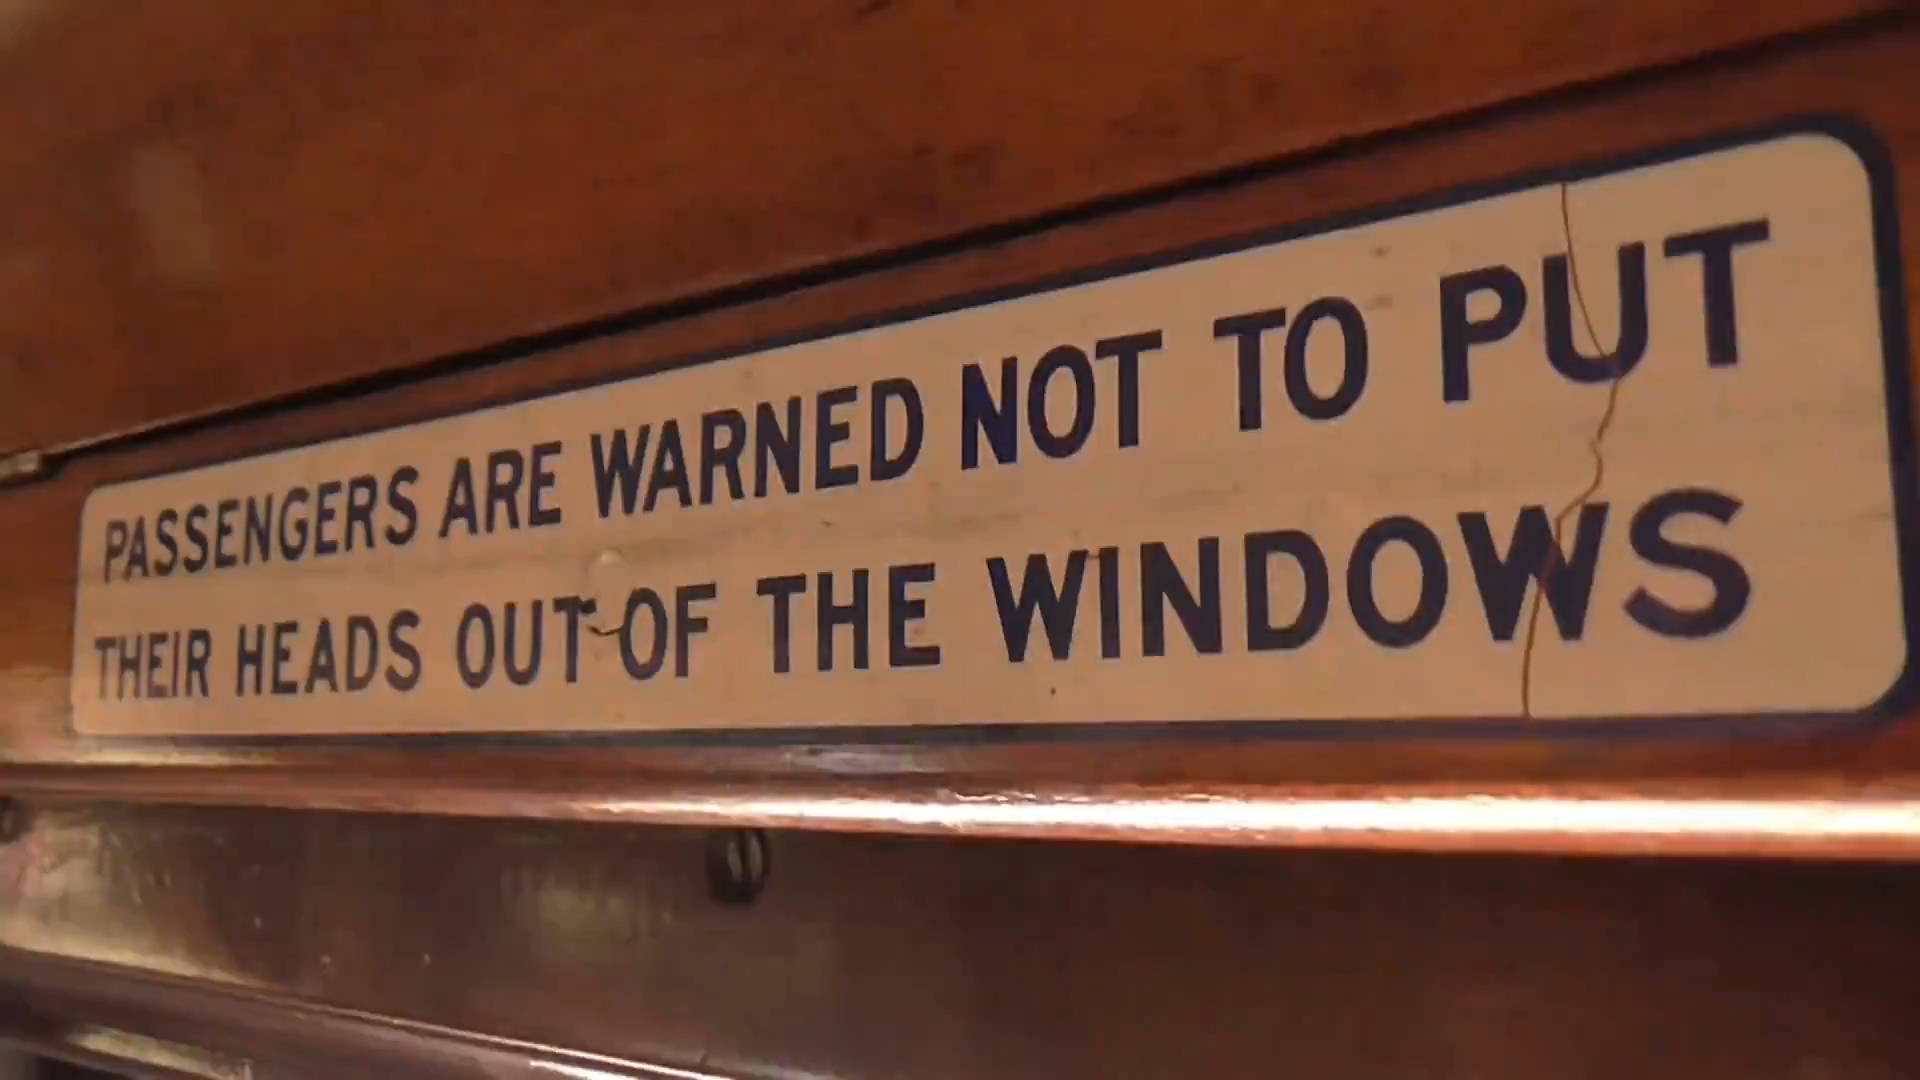 PASSENGERS ARE WARNED NOT TO PUT
THEIR HEADS OUT OF THE WINDOWS